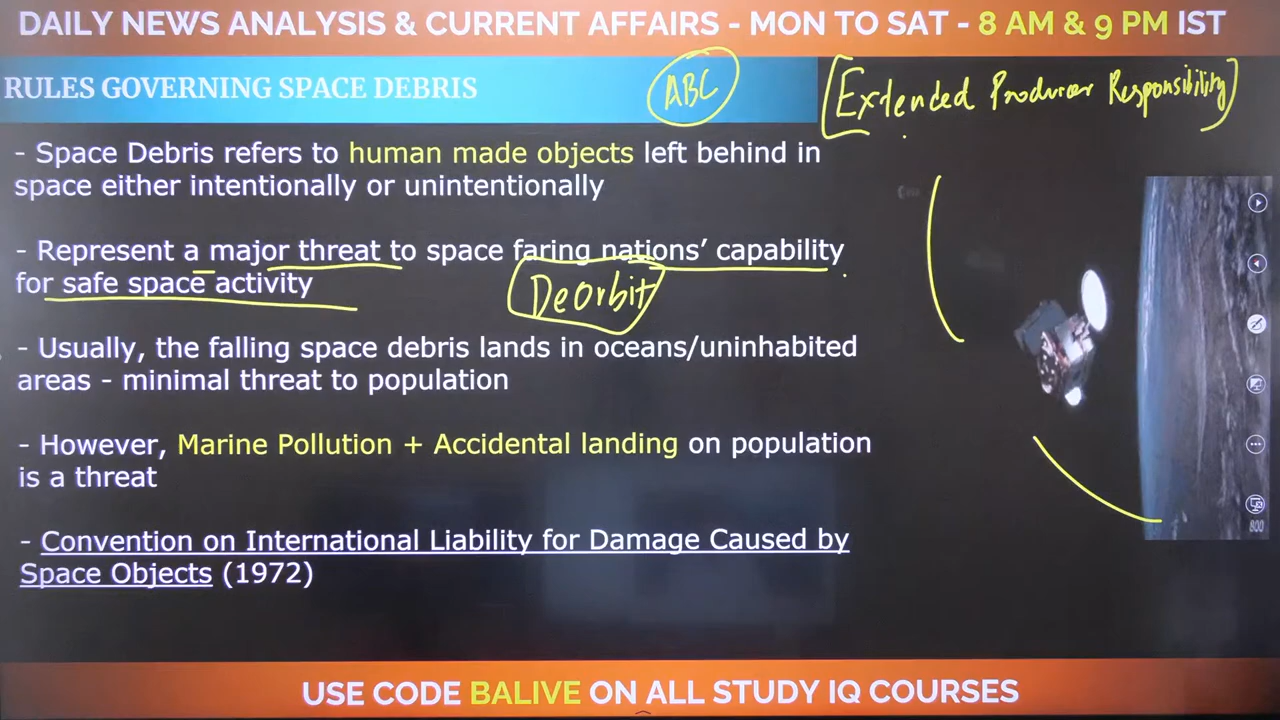 DAILY NEWS ANALYSIS & CURRENT AFFAIRS - MON TO SAT - 8 AM & 9 PM IST
RULES GOVERNING SPACE DEBRIS
ABC
[Extended Producer Responsibility]
- Space Debris refers to human made objects left behind in
space either intentionally or unintentionally
- Represent a major threat to space faring nations’ capability
for safe space activity
DeOrbit
- Usually, the falling space debris lands in oceans/uninhabited
areas - minimal threat to population
- However, Marine Pollution + Accidental landing on population
is a threat
- Convention on International Liability for Damage Caused by
Space Objects (1972)
USE CODE BALIVE ON ALL STUDY IQ COURSES